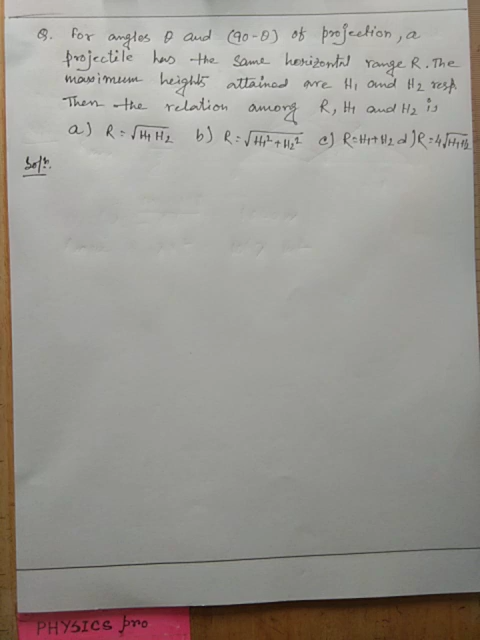 Q. For angles θ and (90-θ) of projection, a
projectile has the same horizontal range R. The
maximum heights attained are H₁ and H₂ resp.
Then the relation among R, H₁ and H₂ is
a) R = √H₁H₂ b) R = √H₁²+H₂² c) R=H₁+H₂ d) R=4√H₁H₂
Solⁿ.
PHYSICS pro